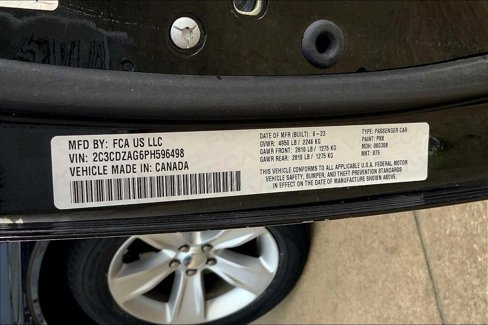 MFD BY: FCA US LLC
VIN: 2C3CDZAG6PH596498
VEHICLE MADE IN: CANADA
DATE OF MFR (BUILT): 6-23
GVWR: 4950 LB / 2246 KG
GAWR FRONT: 2810 LB / 1275 KG
GAWR REAR: 2810 LB / 1275 KG
TYPE: PASSENGER CAR
PAINT: PX8
MDH: 060308
MKT: 875
THIS VEHICLE CONFORMS TO ALL APPLICABLE U.S.A. FEDERAL MOTOR
VEHICLE SAFETY, BUMPER, AND THEFT PREVENTION STANDARDS
IN EFFECT ON THE DATE OF MANUFACTURE SHOWN ABOVE.